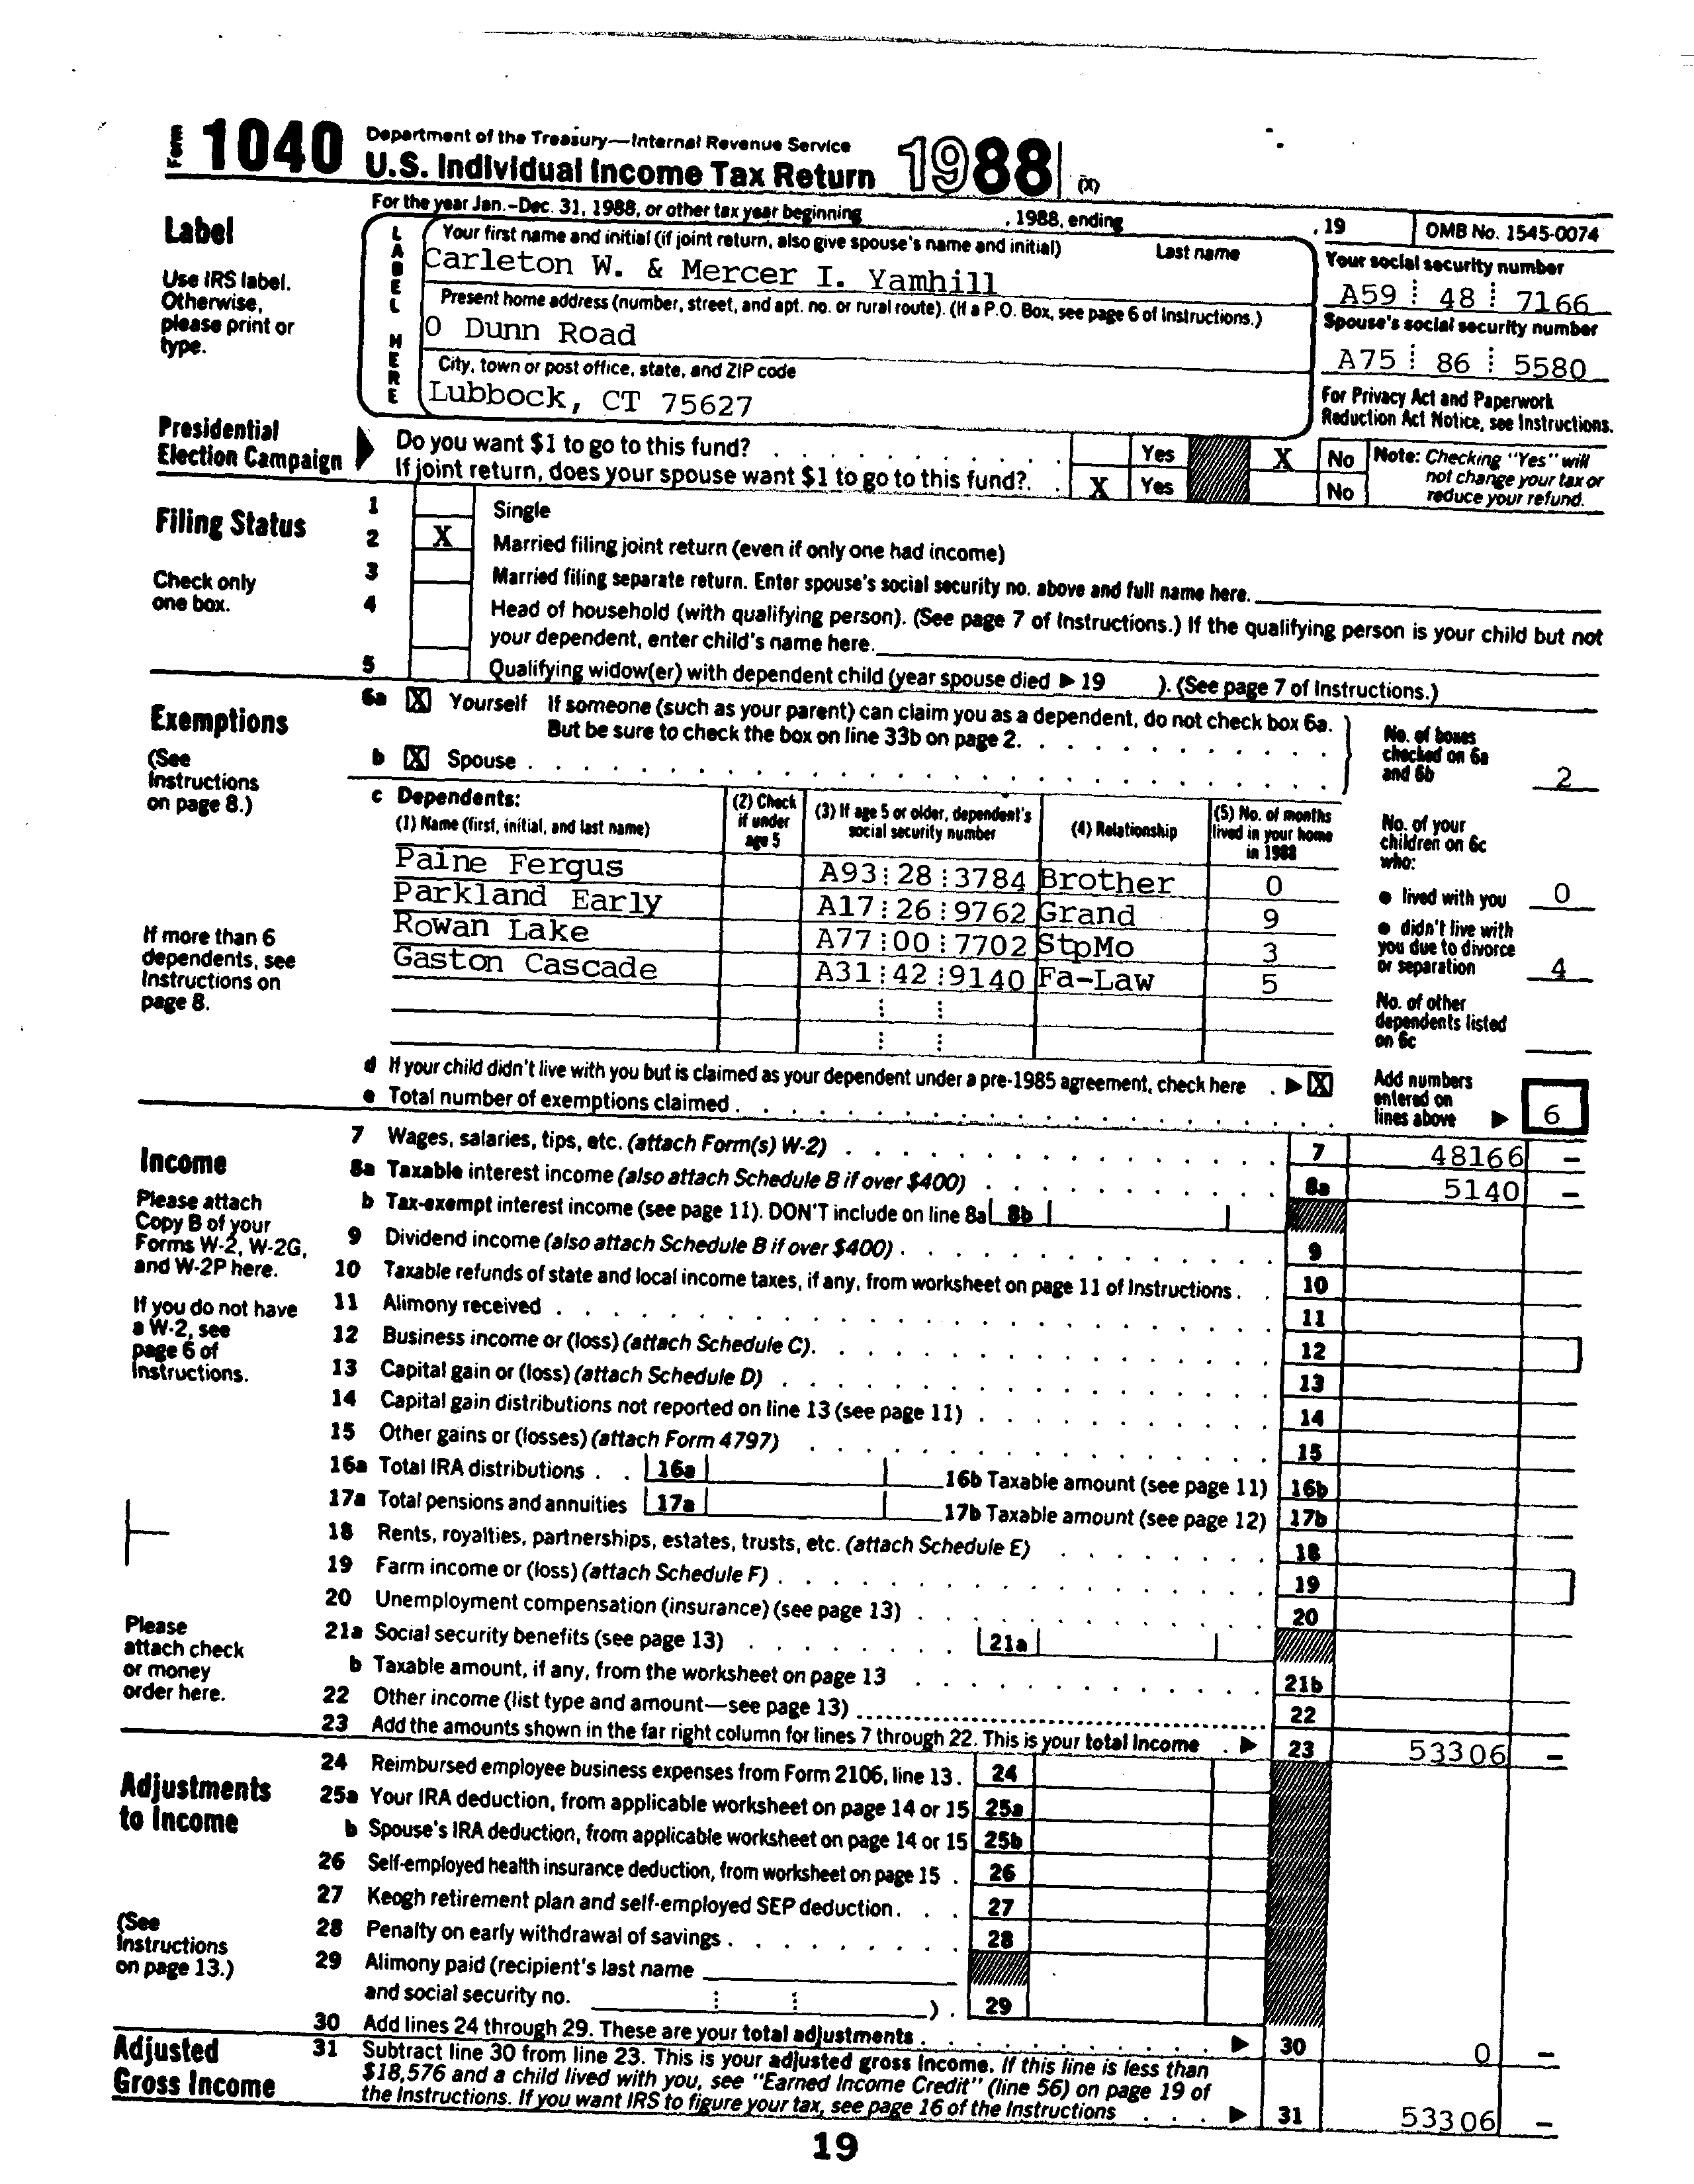 Form 1040 Department of the Treasury—Internal Revenue Service
U.S. Individual Income Tax Return 1988 (X)
For the year Jan.–Dec. 31, 1988, or other tax year beginning , 1988, ending , 19 OMB No. 1545-0074
Label
Use IRS label.
Otherwise,
please print or
type.
LABEL HERE
Your first name and initial (if joint return, also give spouse's name and initial) Last name
Carleton W. & Mercer I. Yamhill
Your social security number
A59 48 7166
Present home address (number, street, and apt. no. or rural route). (If a P.O. Box, see page 6 of Instructions.)
0 Dunn Road
Spouse's social security number
A75 86 5580
City, town or post office, state, and ZIP code
Lubbock, CT 75627
For Privacy Act and Paperwork
Reduction Act Notice, see Instructions.
Presidential
Election Campaign
Do you want $1 to go to this fund? Yes X No
If joint return, does your spouse want $1 to go to this fund? X Yes No
Note: Checking "Yes" will
not change your tax or
reduce your refund.
Filing Status
Check only
one box.
1 Single
2 X Married filing joint return (even if only one had income)
3 Married filing separate return. Enter spouse's social security no. above and full name here.
4 Head of household (with qualifying person). (See page 7 of Instructions.) If the qualifying person is your child but not
your dependent, enter child's name here.
5 Qualifying widow(er) with dependent child (year spouse died ▶ 19 ). (See page 7 of Instructions.)
Exemptions
(See
Instructions
on page 8.)
6a X Yourself If someone (such as your parent) can claim you as a dependent, do not check box 6a.
But be sure to check the box on line 33b on page 2.
b X Spouse
No. of boxes
checked on 6a
and 6b 2
c Dependents:
(1) Name (first, initial, and last name)
(2) Check
if under
age 5
(3) If age 5 or older, dependent's
social security number
(4) Relationship
(5) No. of months
lived in your home
in 1988
Paine Fergus A93 28 3784 Brother 0
Parkland Early A17 26 9762 Grand 9
Rowan Lake A77 00 7702 StpMo 3
Gaston Cascade A31 42 9140 Fa-Law 5
If more than 6
dependents, see
Instructions on
page 8.
No. of your
children on 6c
who:
● lived with you 0
● didn't live with
you due to divorce
or separation 4
No. of other
dependents listed
on 6c
d If your child didn't live with you but is claimed as your dependent under a pre-1985 agreement, check here ▶ X
e Total number of exemptions claimed
Add numbers
entered on
lines above ▶ 6
Income
Please attach
Copy B of your
Forms W-2, W-2G,
and W-2P here.
If you do not have
a W-2, see
page 6 of
Instructions.
Please
attach check
or money
order here.
7 Wages, salaries, tips, etc. (attach Form(s) W-2) 7 48166 –
8a Taxable interest income (also attach Schedule B if over $400) 8a 5140 –
b Tax-exempt interest income (see page 11). DON'T include on line 8a 8b
9 Dividend income (also attach Schedule B if over $400) 9
10 Taxable refunds of state and local income taxes, if any, from worksheet on page 11 of Instructions 10
11 Alimony received 11
12 Business income or (loss) (attach Schedule C) 12
13 Capital gain or (loss) (attach Schedule D) 13
14 Capital gain distributions not reported on line 13 (see page 11) 14
15 Other gains or (losses) (attach Form 4797) 15
16a Total IRA distributions 16a 16b Taxable amount (see page 11) 16b
17a Total pensions and annuities 17a 17b Taxable amount (see page 12) 17b
18 Rents, royalties, partnerships, estates, trusts, etc. (attach Schedule E) 18
19 Farm income or (loss) (attach Schedule F) 19
20 Unemployment compensation (insurance) (see page 13) 20
21a Social security benefits (see page 13) 21a
b Taxable amount, if any, from the worksheet on page 13 21b
22 Other income (list type and amount—see page 13) 22
23 Add the amounts shown in the far right column for lines 7 through 22. This is your total income ▶ 23 53306 –
Adjustments
to Income
(See
Instructions
on page 13.)
24 Reimbursed employee business expenses from Form 2106, line 13. 24
25a Your IRA deduction, from applicable worksheet on page 14 or 15 25a
b Spouse's IRA deduction, from applicable worksheet on page 14 or 15 25b
26 Self-employed health insurance deduction, from worksheet on page 15 26
27 Keogh retirement plan and self-employed SEP deduction 27
28 Penalty on early withdrawal of savings 28
29 Alimony paid (recipient's last name
and social security no. ) 29
30 Add lines 24 through 29. These are your total adjustments ▶ 30 0 –
Adjusted
Gross Income
31 Subtract line 30 from line 23. This is your adjusted gross income. If this line is less than
$18,576 and a child lived with you, see "Earned Income Credit" (line 56) on page 19 of
the Instructions. If you want IRS to figure your tax, see page 16 of the Instructions ▶ 31 53306 –
19